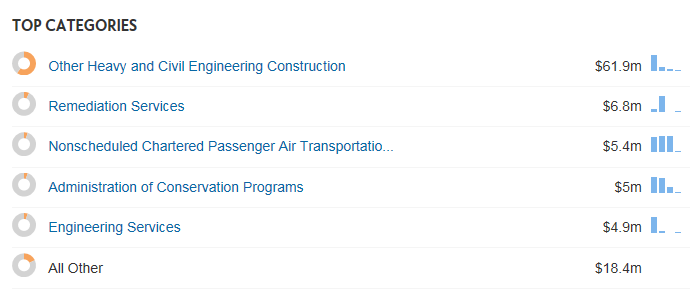 TOP CATEGORIES
Other Heavy and Civil Engineering Construction $61.9m
Remediation Services $6.8m
Nonscheduled Chartered Passenger Air Transportatio... $5.4m
Administration of Conservation Programs $5m
Engineering Services $4.9m
All Other $18.4m